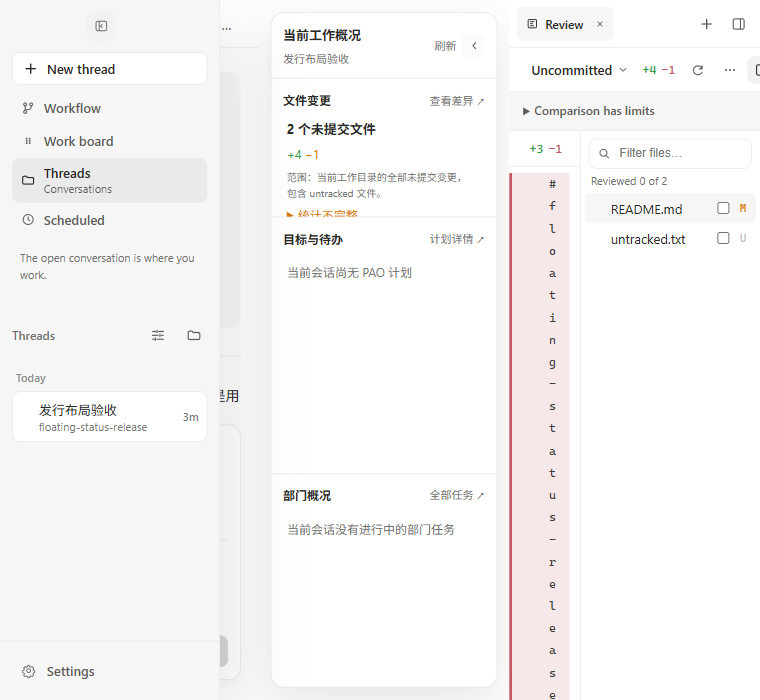 New thread
Workflow
Work board
Threads
Conversations
Scheduled
The open conversation is where you
work.
Threads
Today
发行布局验收
3m
floating-status-release
Settings
...
是用
当前工作概况
刷新
发行布局验收
文件变更
查看差异 ↗
2 个未提交文件
+4 −1
范围：当前工作目录的全部未提交变更，
包含 untracked 文件。
▶ 统计不完整
目标与待办
计划详情 ↗
当前会话尚无 PAO 计划
部门概况
全部任务 ↗
当前会话没有进行中的部门任务
Review
Uncommitted
+4 −1
...
▶ Comparison has limits
+3 −1
#
f
l
o
a
t
i
n
g
-
s
t
a
t
u
s
-
r
e
l
e
a
s
e
Filter files...
Reviewed 0 of 2
README.md
M
untracked.txt
U